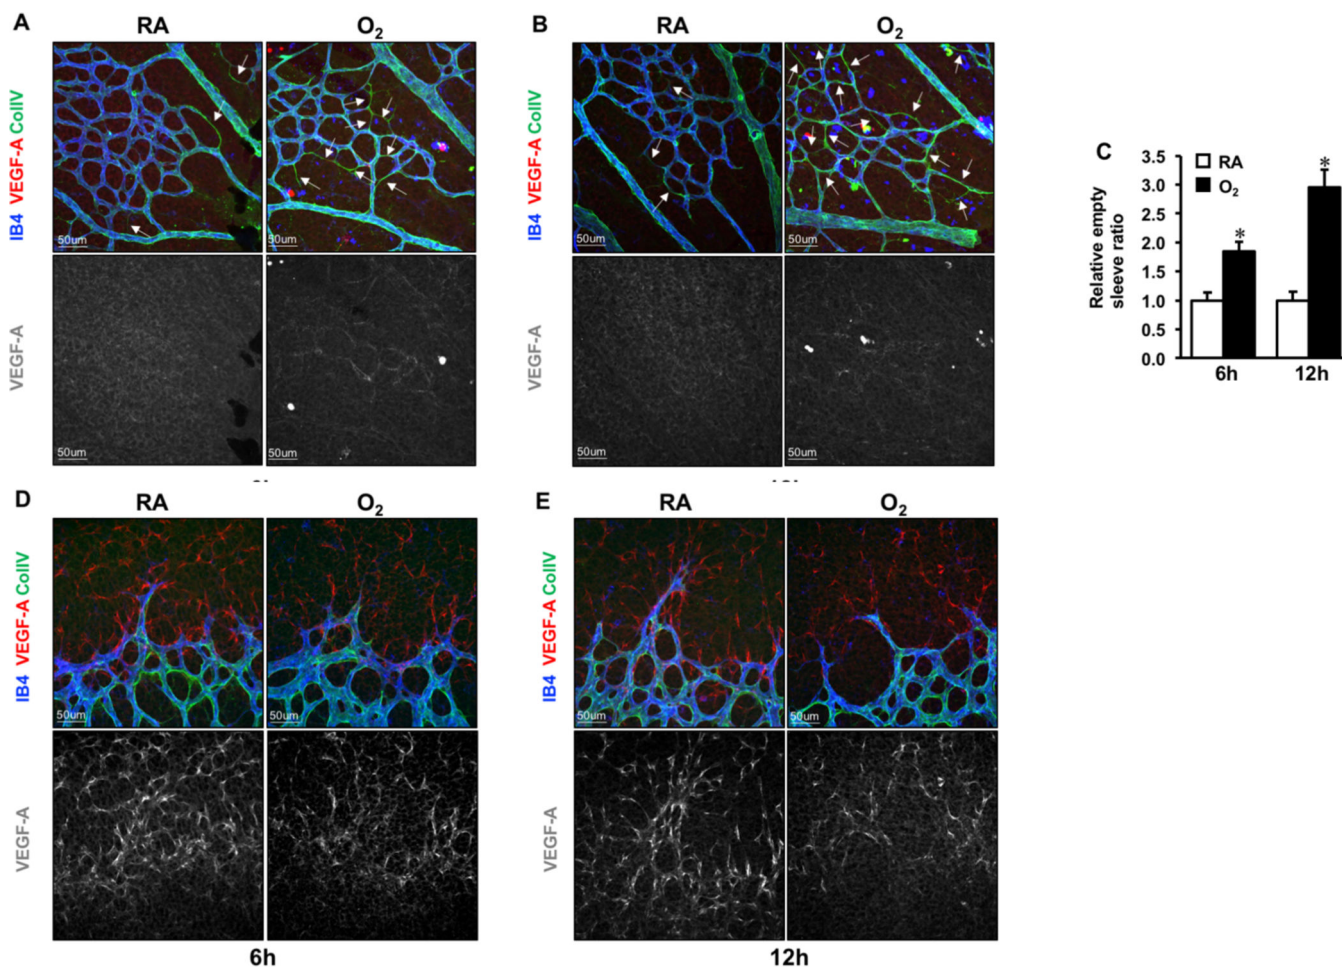 A RA O₂
IB4 VEGF-A ColIV
50um 50um
VEGF-A
50um 50um
B RA O₂
IB4 VEGF-A ColIV
50um 50um
VEGF-A
50um 50um
C
Relative empty
sleeve ratio
3.5
3.0
2.5
2.0
1.5
1.0
0.5
0.0
RA
O₂
* *
6h 12h
D RA O₂
IB4 VEGF-A ColIV
50um 50um
VEGF-A
6h
E RA O₂
IB4 VEGF-A ColIV
50um 50um
VEGF-A
12h